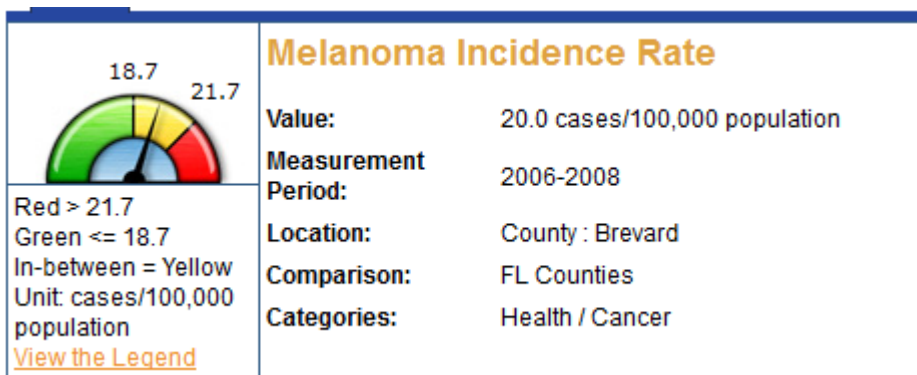 18.7
21.7
Red > 21.7
Green <= 18.7
In-between = Yellow
Unit: cases/100,000
population
View the Legend
Melanoma Incidence Rate
Value: 20.0 cases/100,000 population
Measurement
Period: 2006-2008
Location: County : Brevard
Comparison: FL Counties
Categories: Health / Cancer